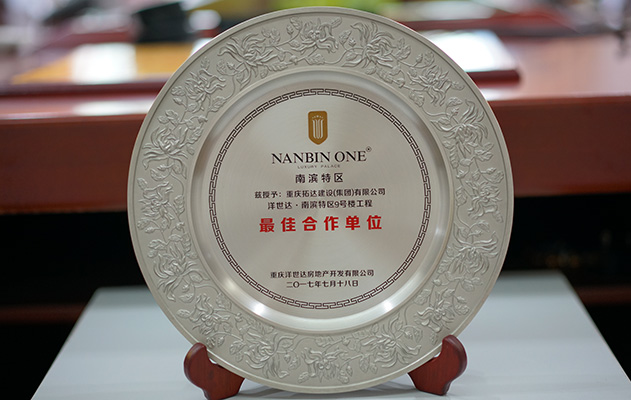 NANBIN ONE®
LUXURY PALACE
南滨特区
兹授予：重庆拓达建设(集团)有限公司
洋世达·南滨特区9号楼工程
最佳合作单位
重庆洋世达房地产开发有限公司
二〇一七年七月十八日